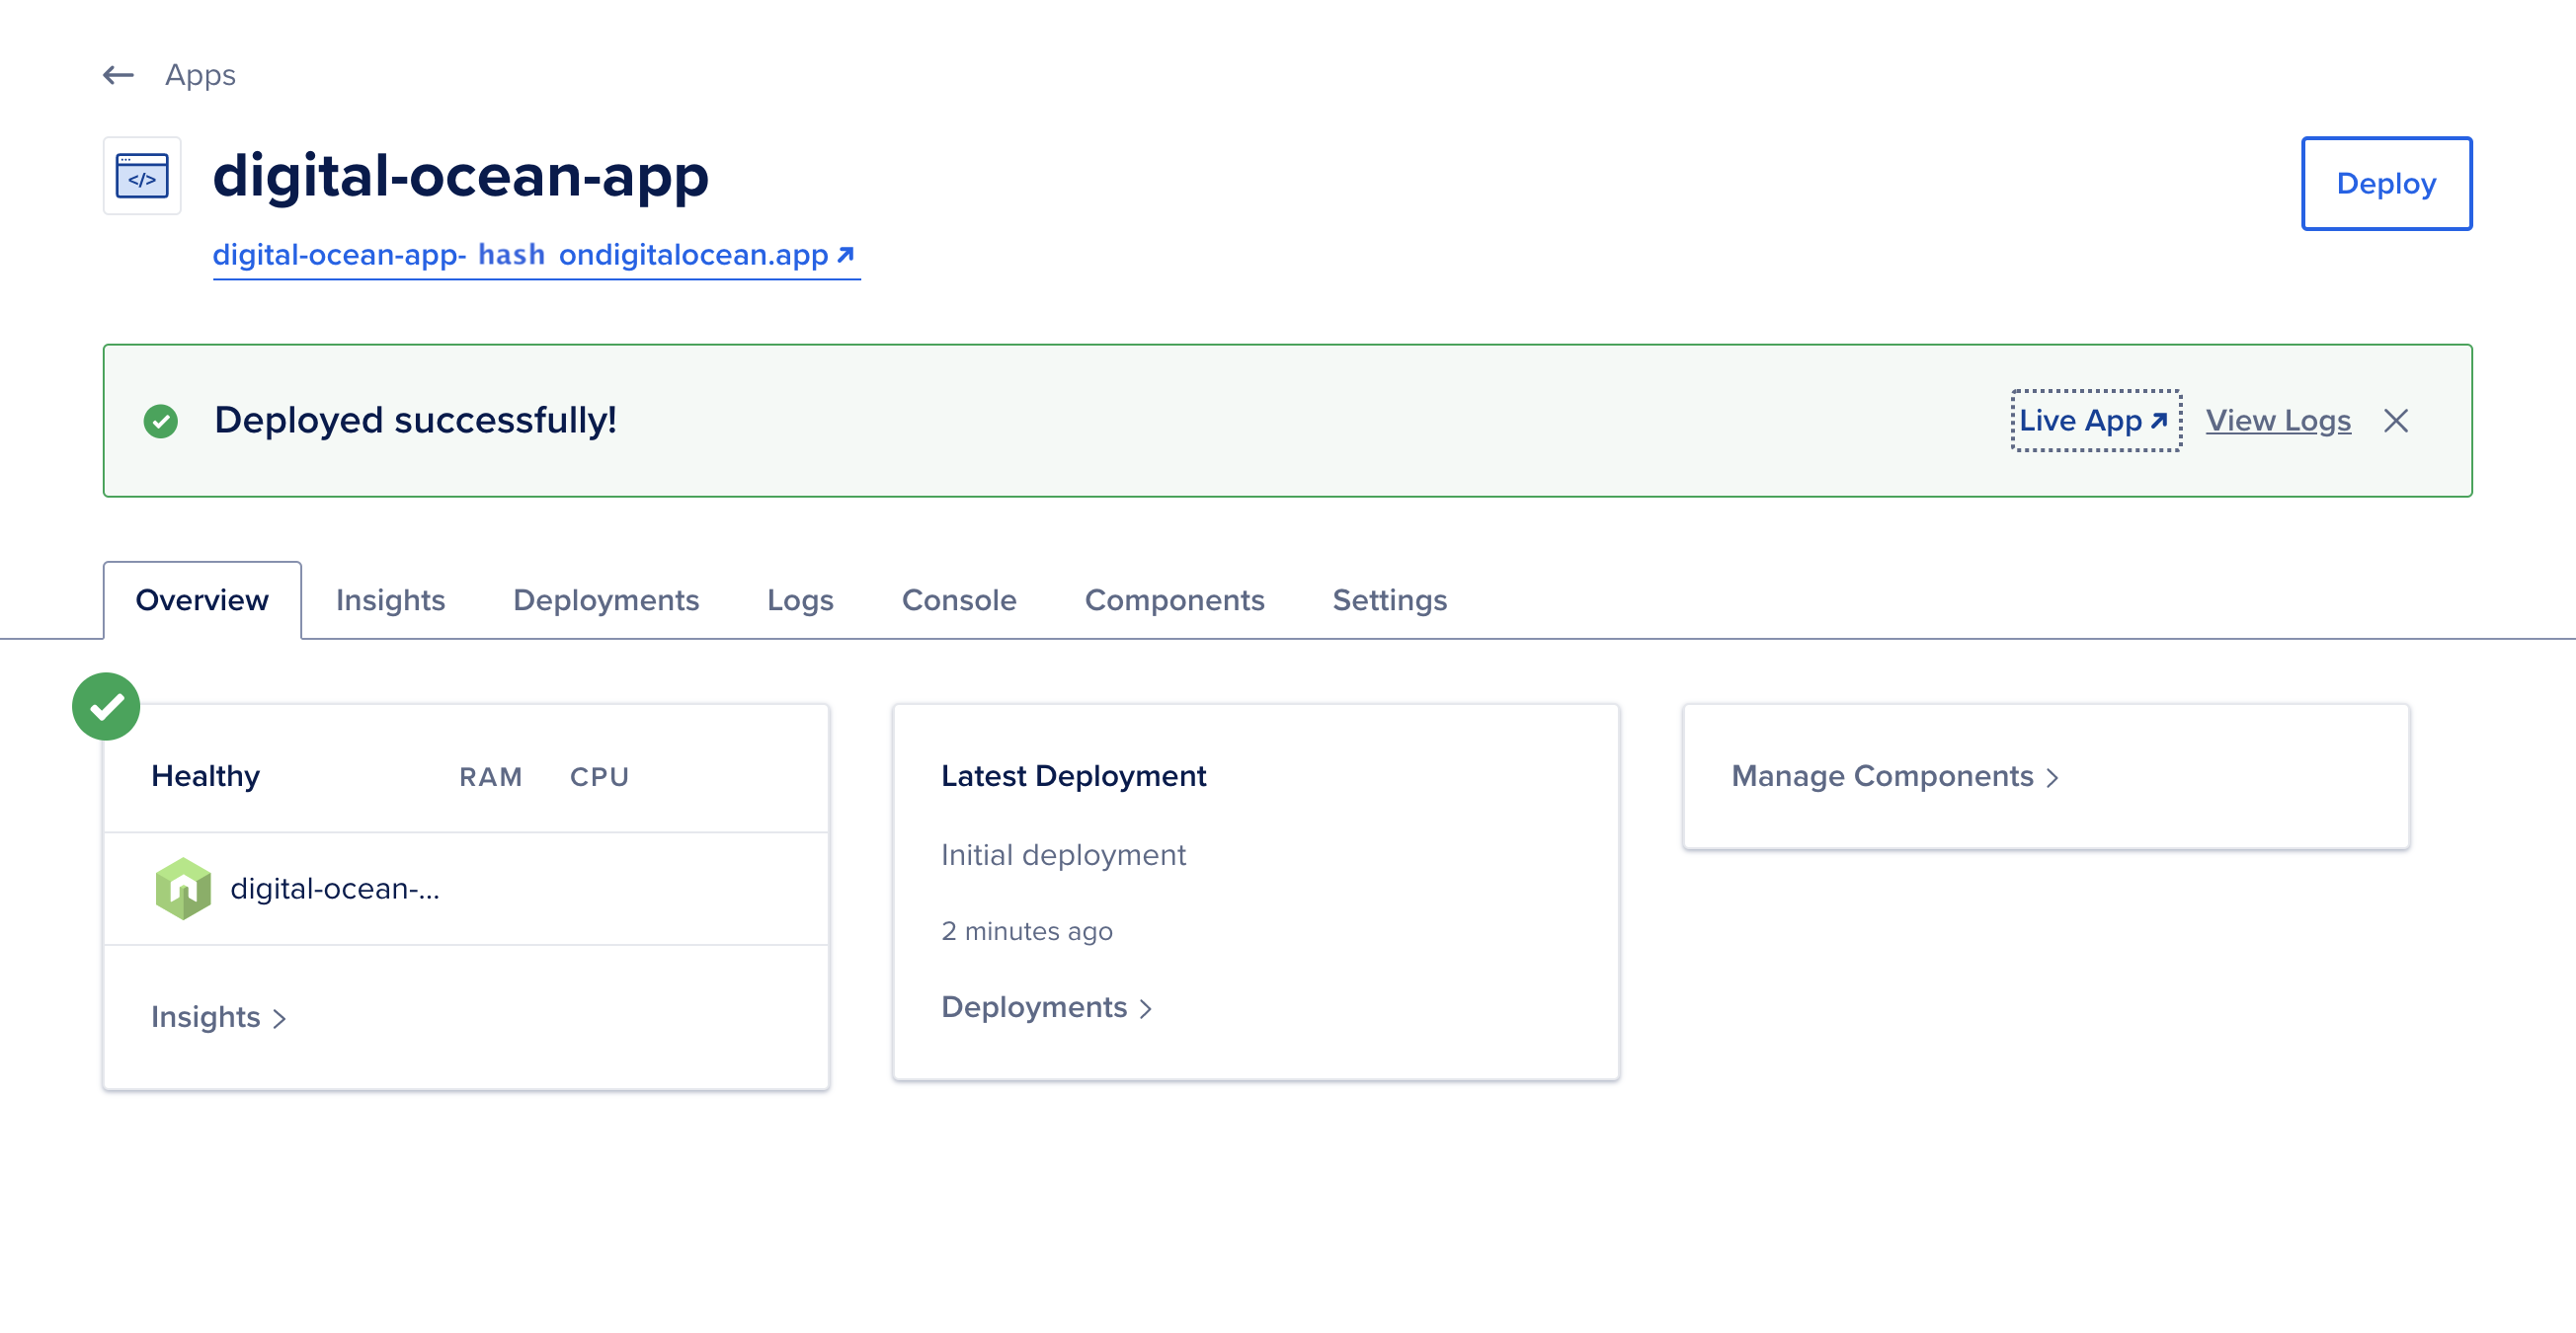 Apps
</>
digital-ocean-app
Deploy
digital-ocean-app- hash ondigitalocean.app
Deployed successfully!
Live App
View Logs
Overview
Insights
Deployments
Logs
Console
Components
Settings
Healthy
RAM
CPU
digital-ocean-...
Insights
Latest Deployment
Initial deployment
2 minutes ago
Deployments
Manage Components